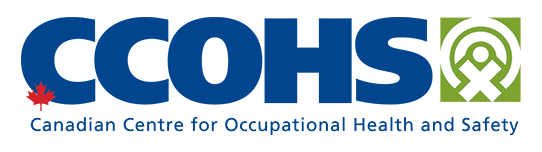 CCOHS
Canadian Centre for Occupational Health and Safety